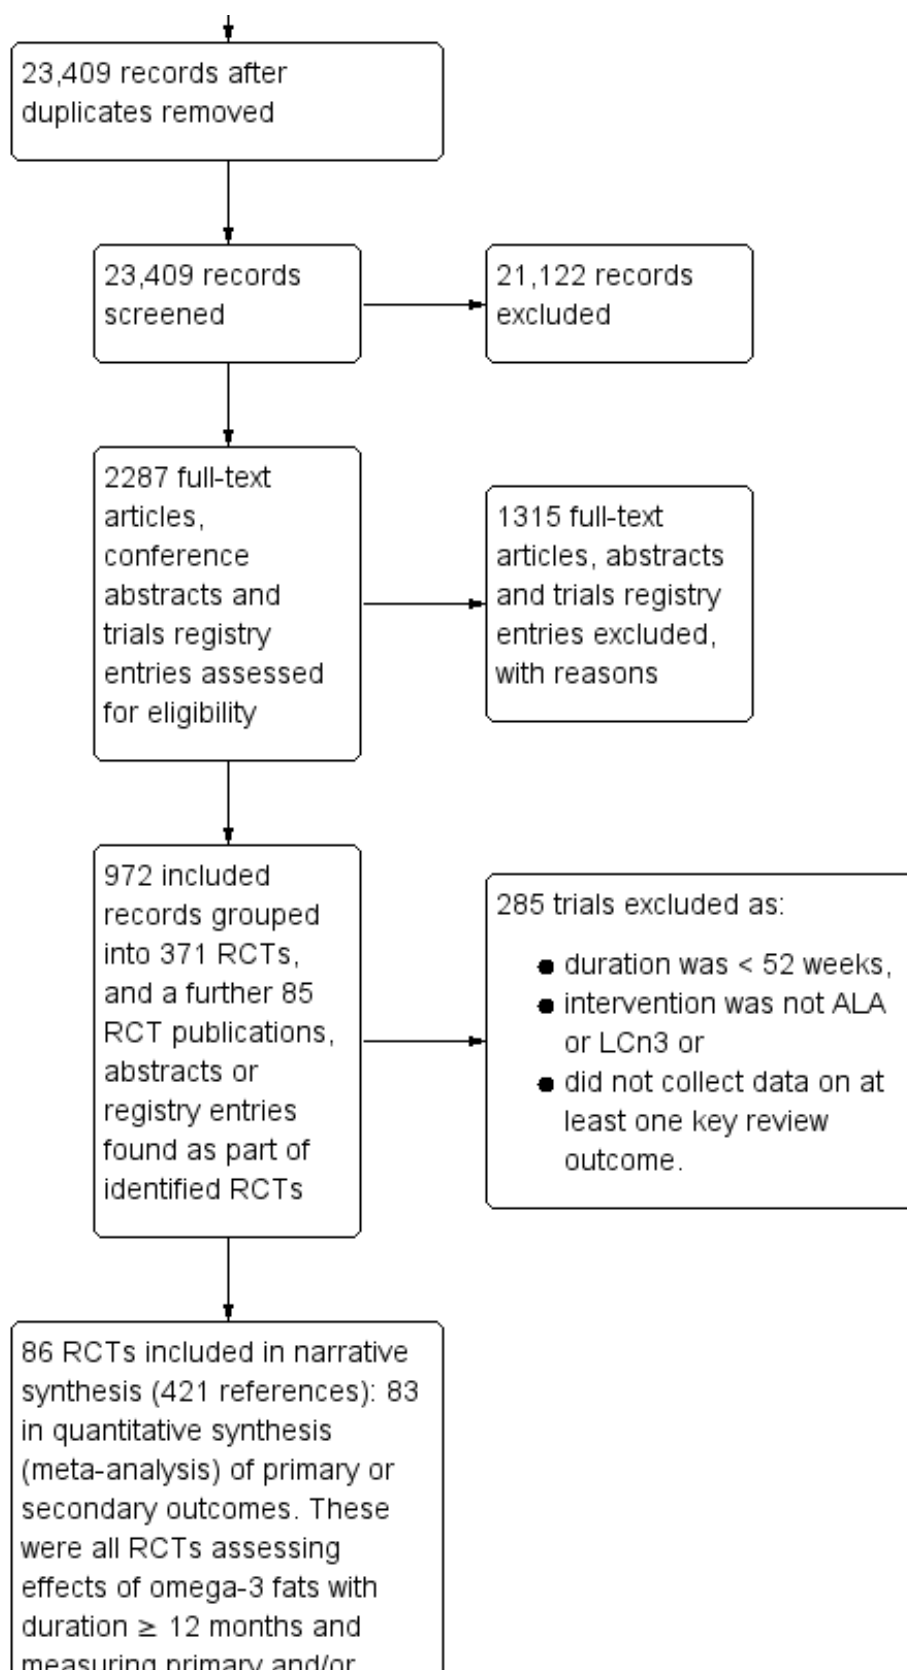 23,409 records after
duplicates removed
23,409 records
screened
21,122 records
excluded
2287 full-text
articles,
conference
abstracts and
trials registry
entries assessed
for eligibility
1315 full-text
articles, abstracts
and trials registry
entries excluded,
with reasons
972 included
records grouped
into 371 RCTs,
and a further 85
RCT publications,
abstracts or
registry entries
found as part of
identified RCTs
285 trials excluded as:
● duration was < 52 weeks,
● intervention was not ALA
or LCn3 or
● did not collect data on at
least one key review
outcome.
86 RCTs included in narrative
synthesis (421 references): 83
in quantitative synthesis
(meta-analysis) of primary or
secondary outcomes. These
were all RCTs assessing
effects of omega-3 fats with
duration ≥ 12 months and
measuring primary and/or